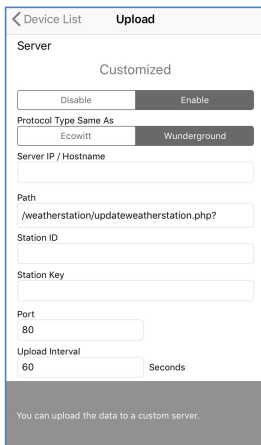 Device List Upload
Server
Customized
Disable Enable
Protocol Type Same As
Ecowitt Wunderground
Server IP / Hostname
Path
/weatherstation/updateweatherstation.php?
Station ID
Station Key
Port
80
Upload Interval
60 Seconds
You can upload the data to a custom server.